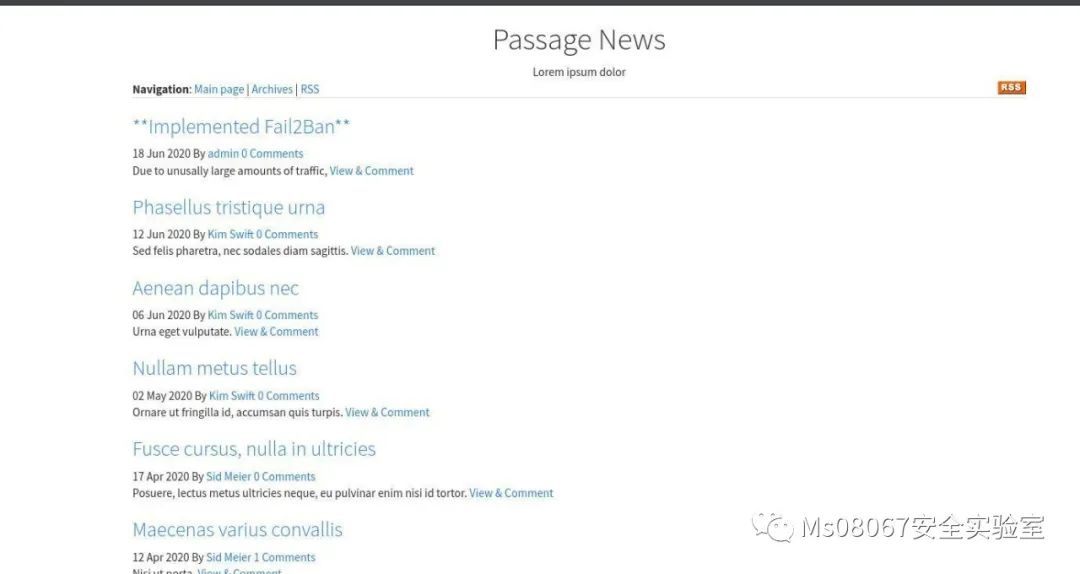 Passage News
Lorem ipsum dolor
Navigation: Main page | Archives | RSS
RSS
**Implemented Fail2Ban**
18 Jun 2020 By admin 0 Comments
Due to unusally large amounts of traffic, View & Comment
Phasellus tristique urna
12 Jun 2020 By Kim Swift 0 Comments
Sed felis pharetra, nec sodales diam sagittis. View & Comment
Aenean dapibus nec
06 Jun 2020 By Kim Swift 0 Comments
Urna eget vulputate. View & Comment
Nullam metus tellus
02 May 2020 By Kim Swift 0 Comments
Ornare ut fringilla id, accumsan quis turpis. View & Comment
Fusce cursus, nulla in ultricies
17 Apr 2020 By Sid Meier 0 Comments
Posuere, lectus metus ultricies neque, eu pulvinar enim nisi id tortor. View & Comment
Maecenas varius convallis
12 Apr 2020 By Sid Meier 1 Comments
Nisi ut porta. View & Comment
Ms08067安全实验室